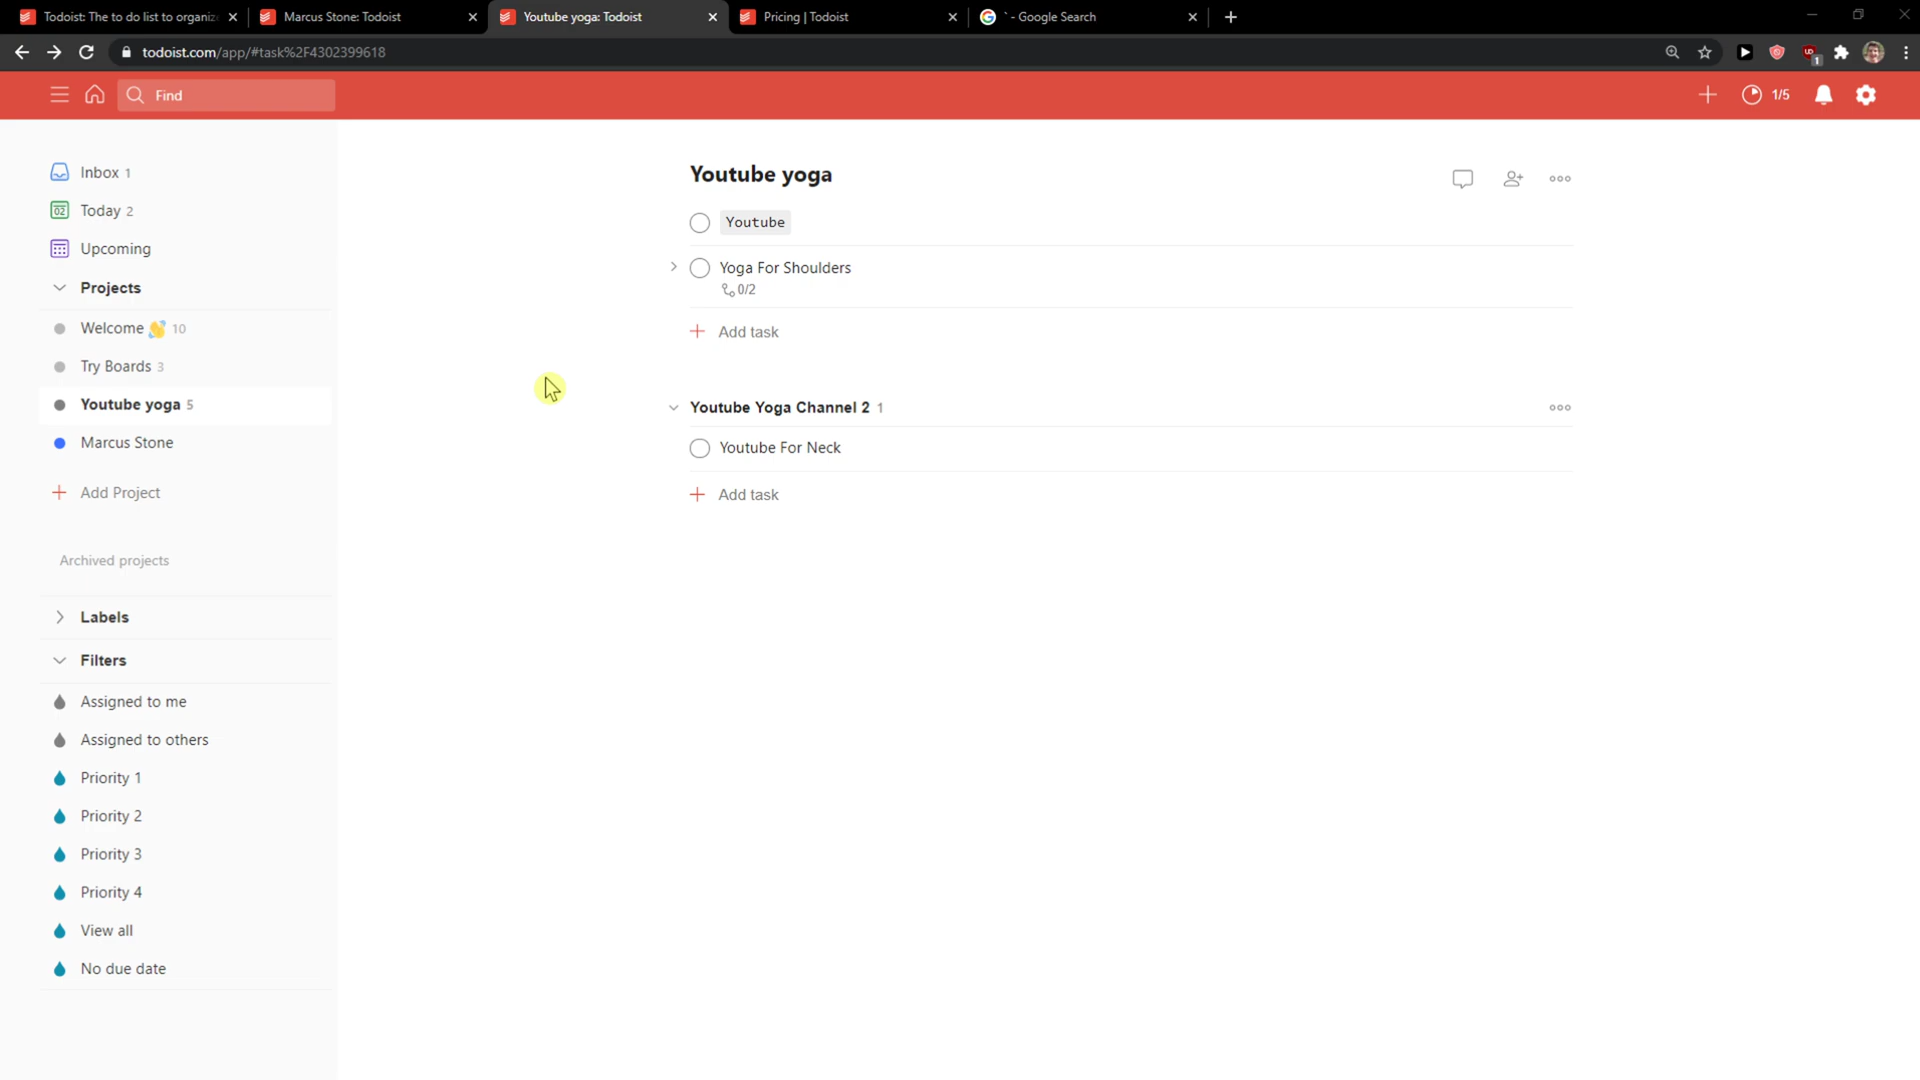 Todoist: The to do list to organiz
Marcus Stone: Todoist
Youtube yoga: Todoist
Pricing | Todoist
` - Google Search
todoist.com/app/#task%2F4302399618
1
Find
1/5
Inbox 1
02 Today 2
Upcoming
Projects
Welcome 👋 10
Try Boards 3
Youtube yoga 5
Marcus Stone
Add Project
Archived projects
Labels
Filters
Assigned to me
Assigned to others
Priority 1
Priority 2
Priority 3
Priority 4
View all
No due date
Youtube yoga
Youtube
Yoga For Shoulders
0/2
Add task
Youtube Yoga Channel 2 1
Youtube For Neck
Add task